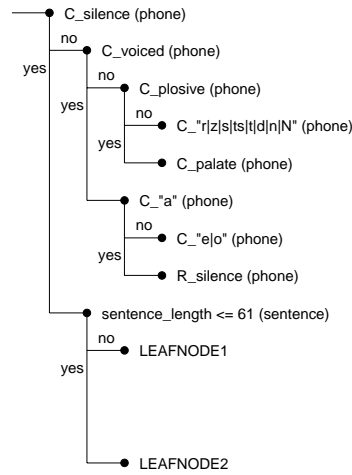 C_silence (phone)
no
C_voiced (phone)
yes
no
C_plosive (phone)
yes
no
C_"r|z|s|ts|t|d|n|N" (phone)
yes
C_palate (phone)
C_"a" (phone)
no
C_"e|o" (phone)
yes
R_silence (phone)
sentence_length <= 61 (sentence)
no
LEAFNODE1
yes
LEAFNODE2